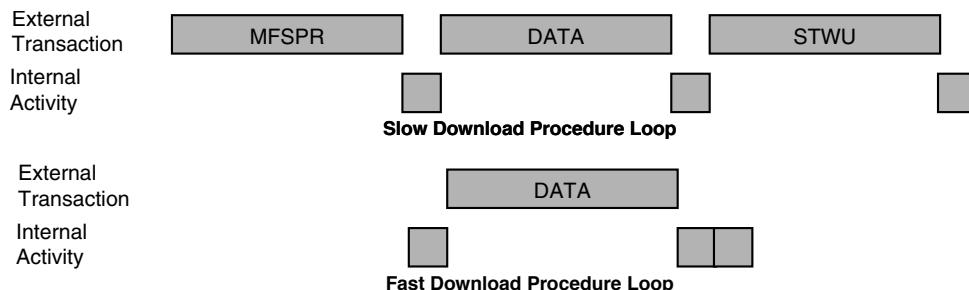 External
Transaction
MFSPR
DATA
STWU
Internal
Activity
Slow Download Procedure Loop
External
Transaction
DATA
Internal
Activity
Fast Download Procedure Loop